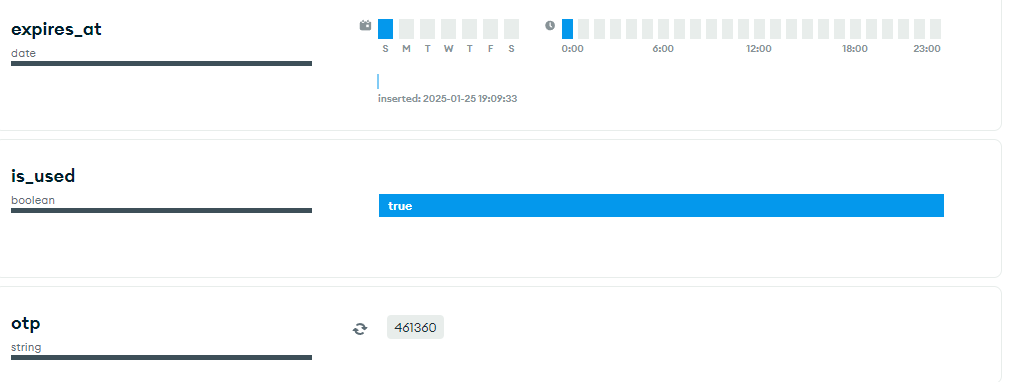 expires_at
date
S M T W T F S
0:00 6:00 12:00 18:00 23:00
inserted: 2025-01-25 19:09:33
is_used
boolean
true
otp
string
461360